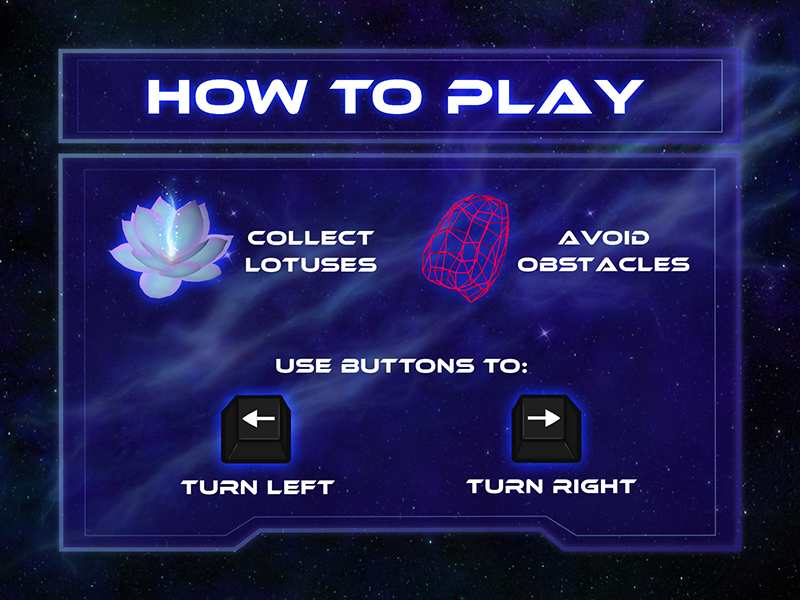 HOW TO PLAY
COLLECT
LOTUSES
AVOID
OBSTACLES
USE BUTTONS TO:
TURN LEFT
TURN RIGHT